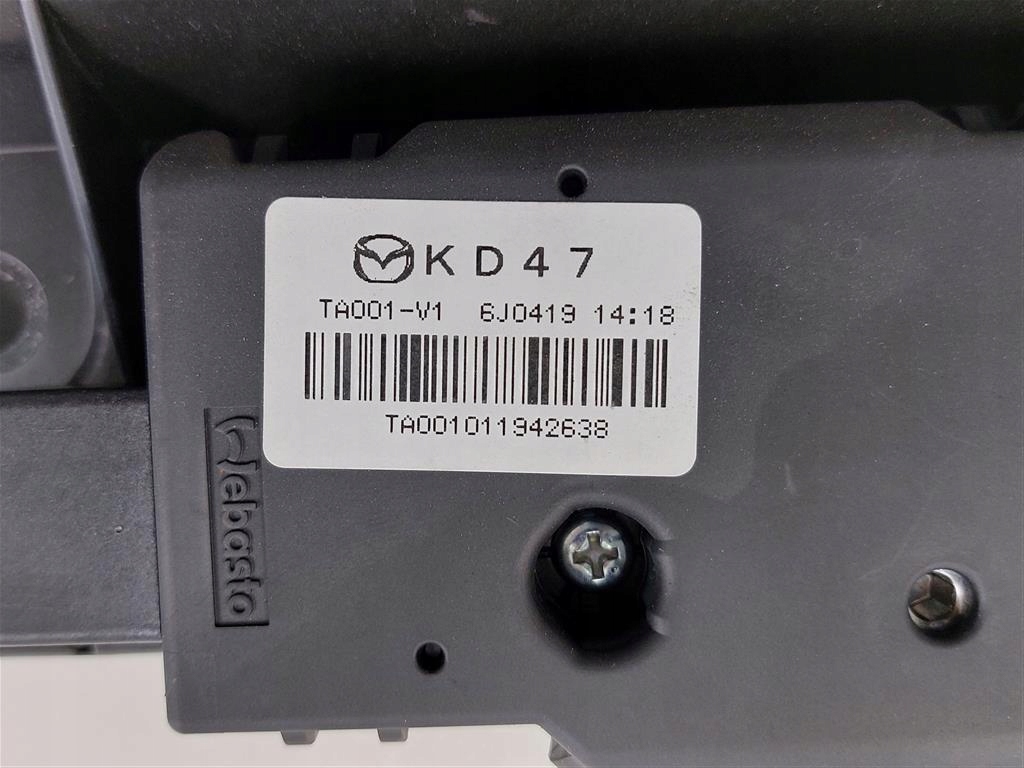 KD47
TA001-V1 6J0419 14:18
TA001011942638
Webasto